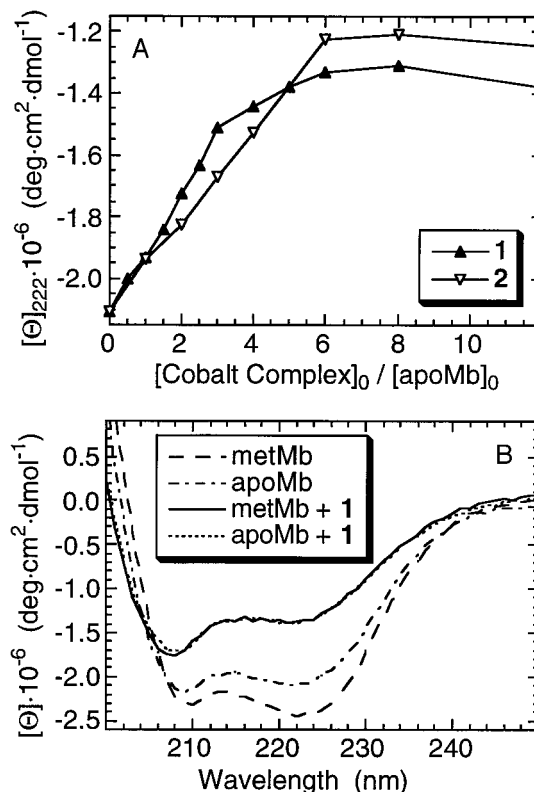 A
-1.2
-1.4
-1.6
-1.8
-2.0
[Θ]₂₂₂·10⁻⁶ (deg·cm²·dmol⁻¹)
1
2
0 2 4 6 8 10
[Cobalt Complex]₀ / [apoMb]₀
B
0.5
0.0
-0.5
-1.0
-1.5
-2.0
-2.5
[Θ]·10⁻⁶ (deg·cm²·dmol⁻¹)
metMb
apoMb
metMb + 1
apoMb + 1
210 220 230 240
Wavelength (nm)